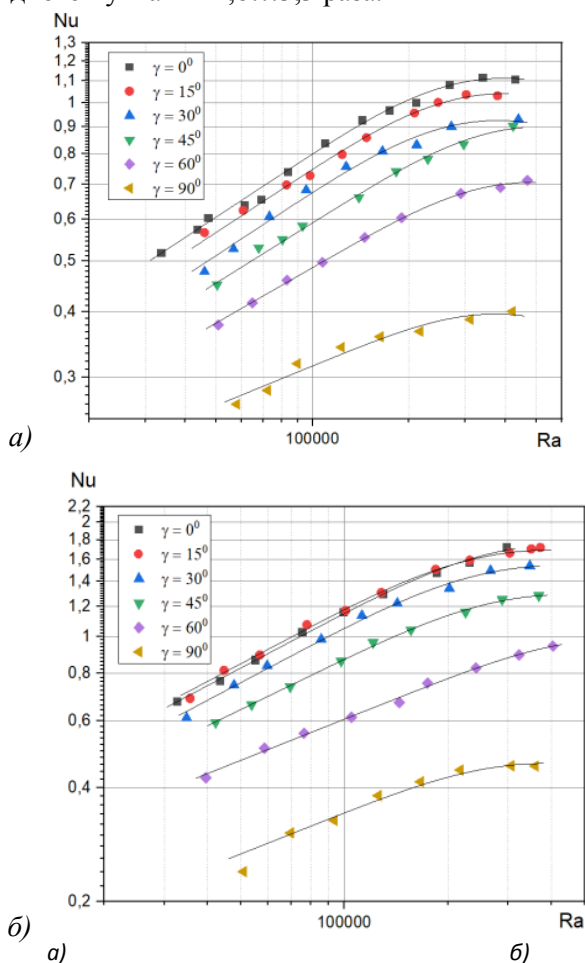 Nu
1,3
1,2
1,1
1
0,9
0,8
0,7
0,6
0,5
0,4
0,3
γ = 0⁰
γ = 15⁰
γ = 30⁰
γ = 45⁰
γ = 60⁰
γ = 90⁰
100000
Ra
а)
Nu
2,2
2
1,8
1,6
1,4
1,2
1
0,8
0,6
0,4
0,2
γ = 0⁰
γ = 15⁰
γ = 30⁰
γ = 45⁰
γ = 60⁰
γ = 90⁰
100000
Ra
б)
а) б)